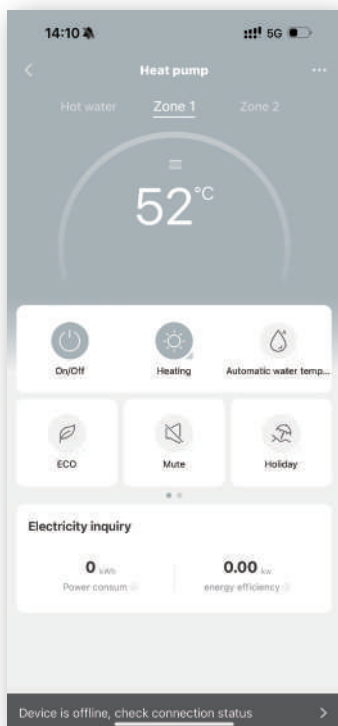 14:10 5G
Heat pump
Hot water Zone 1 Zone 2
52°C
On/Off Heating Automatic water temp...
ECO Mute Holiday
Electricity inquiry
0 kWh 0.00 kw
Power consum energy efficiency
Device is offline, check connection status